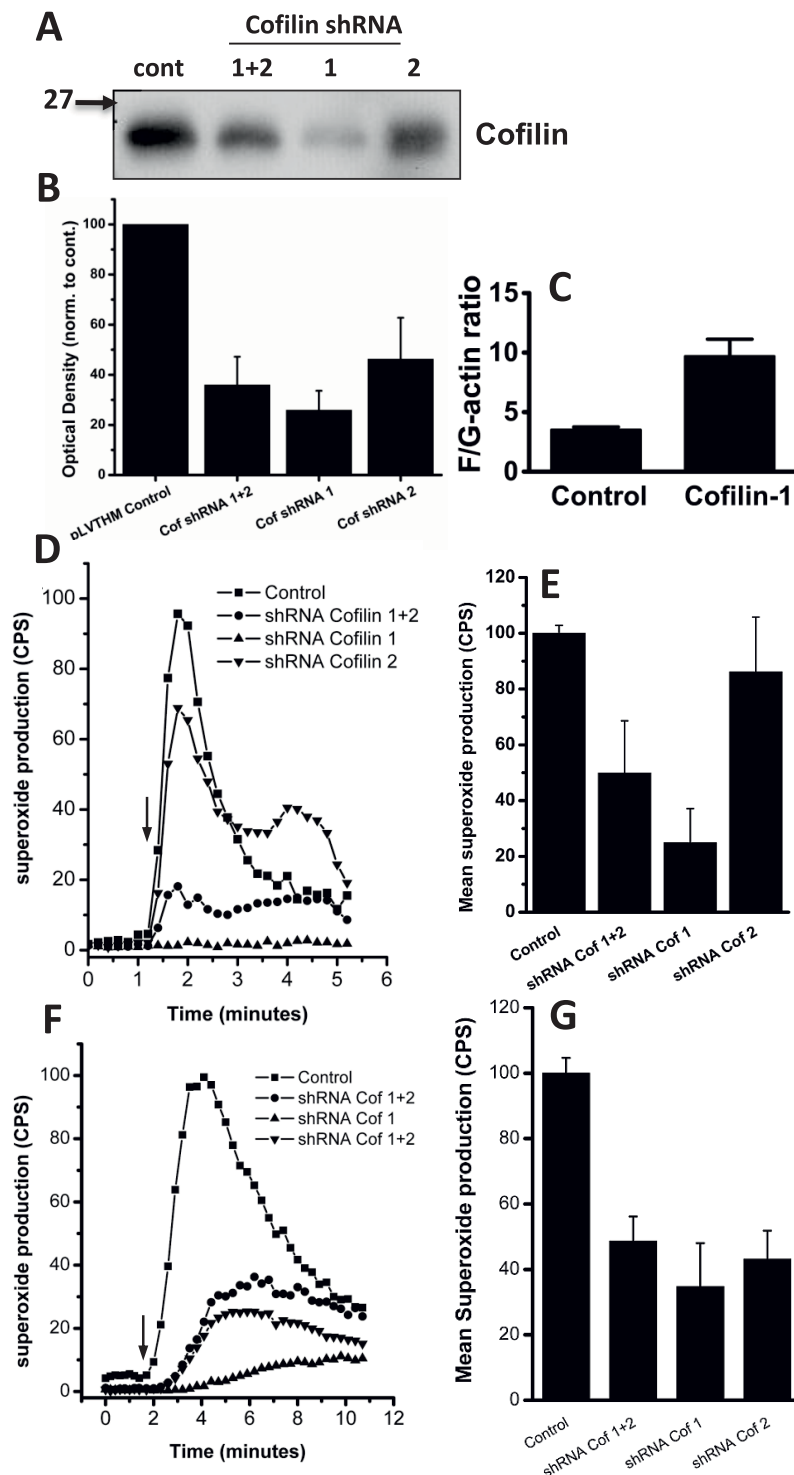 A
Cofilin shRNA
cont 1+2 1 2
27
Cofilin
B
Optical Density (norm. to cont.)
100
80
60
40
20
0
pLVTHM Control
Cof shRNA 1+2
Cof shRNA 1
Cof shRNA 2
C
F/G-actin ratio
15
10
5
0
Control Cofilin-1
D
superoxide production (CPS)
100
80
60
40
20
0
Control
shRNA Cofilin 1+2
shRNA Cofilin 1
shRNA Cofilin 2
0 1 2 3 4 5 6
Time (minutes)
E
Mean superoxide production (CPS)
120
100
80
60
40
20
0
Control
shRNA Cof 1+2
shRNA Cof 1
shRNA Cof 2
F
superoxide production (CPS)
100
80
60
40
20
0
Control
shRNA Cof 1+2
shRNA Cof 1
shRNA Cof 1+2
0 2 4 6 8 10 12
Time (minutes)
G
Mean Superoxide production (CPS)
120
100
80
60
40
20
0
Control
shRNA Cof 1+2
shRNA Cof 1
shRNA Cof 2